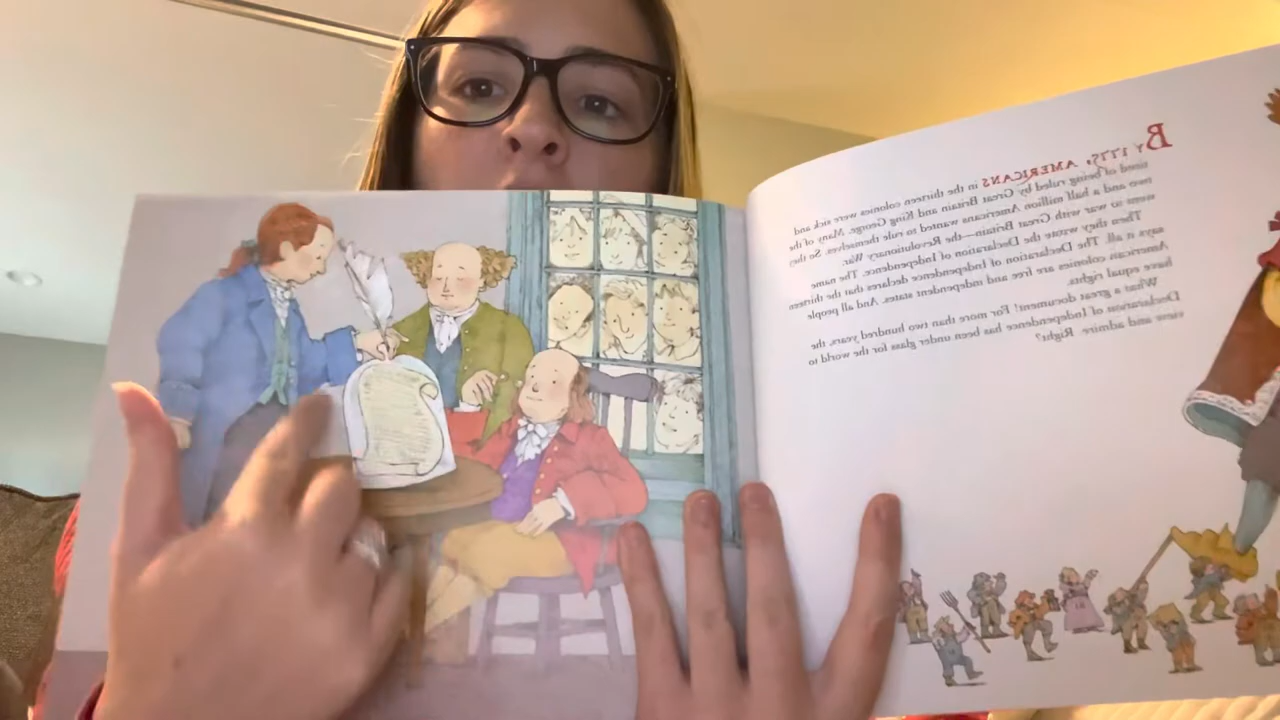 BY 1775, AMERICANS in the thirteen colonies were sick and
tired of being ruled by Great Britain and King George. Many of the
two and a half million Americans wanted to rule themselves. So they
went to war with Great Britain—the Revolutionary War.
Then they wrote the Declaration of Independence. The name
says it all. The Declaration of Independence declares that the thirteen
American colonies are free and independent states. And all people
have equal rights.
What a great document! For more than two hundred years, the
Declaration of Independence has been under glass for the world to
view and admire. Right?